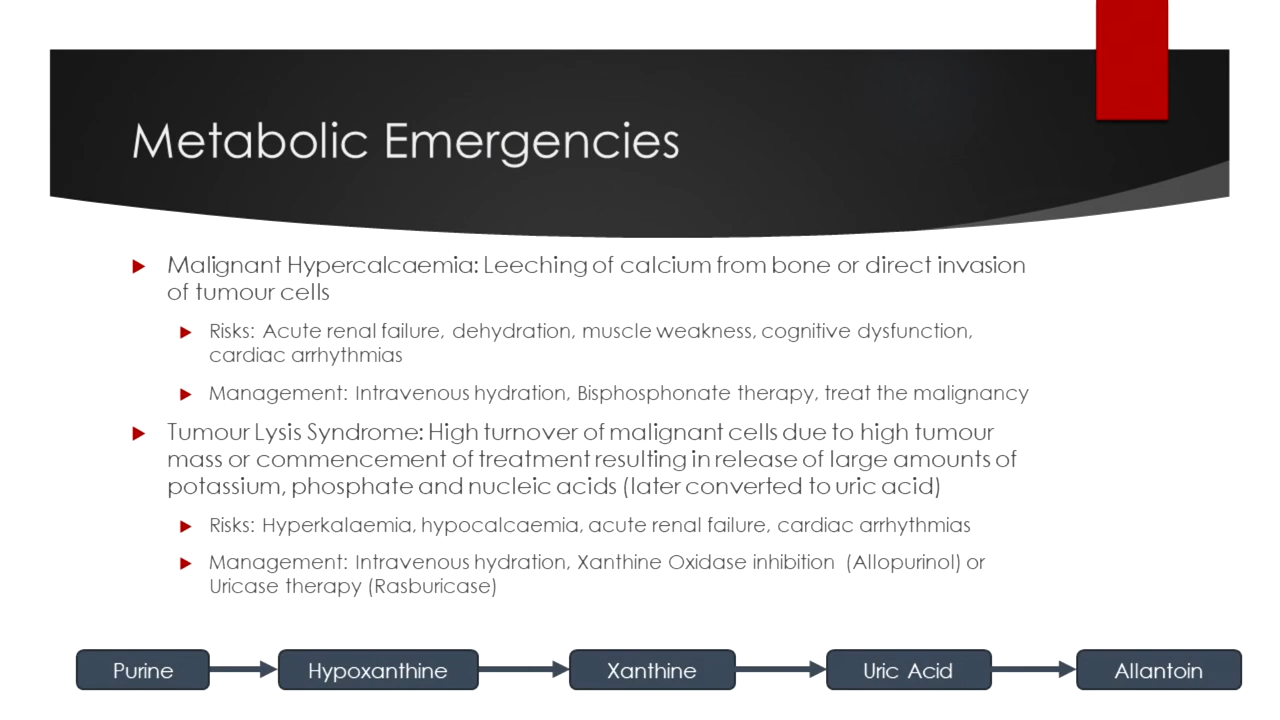 Metabolic Emergencies
Malignant Hypercalcaemia: Leeching of calcium from bone or direct invasion
of tumour cells
Risks: Acute renal failure, dehydration, muscle weakness, cognitive dysfunction,
cardiac arrhythmias
Management: Intravenous hydration, Bisphosphonate therapy, treat the malignancy
Tumour Lysis Syndrome: High turnover of malignant cells due to high tumour
mass or commencement of treatment resulting in release of large amounts of
potassium, phosphate and nucleic acids (later converted to uric acid)
Risks: Hyperkalaemia, hypocalcaemia, acute renal failure, cardiac arrhythmias
Management: Intravenous hydration, Xanthine Oxidase inhibition (Allopurinol) or
Uricase therapy (Rasburicase)
Purine
Hypoxanthine
Xanthine
Uric Acid
Allantoin